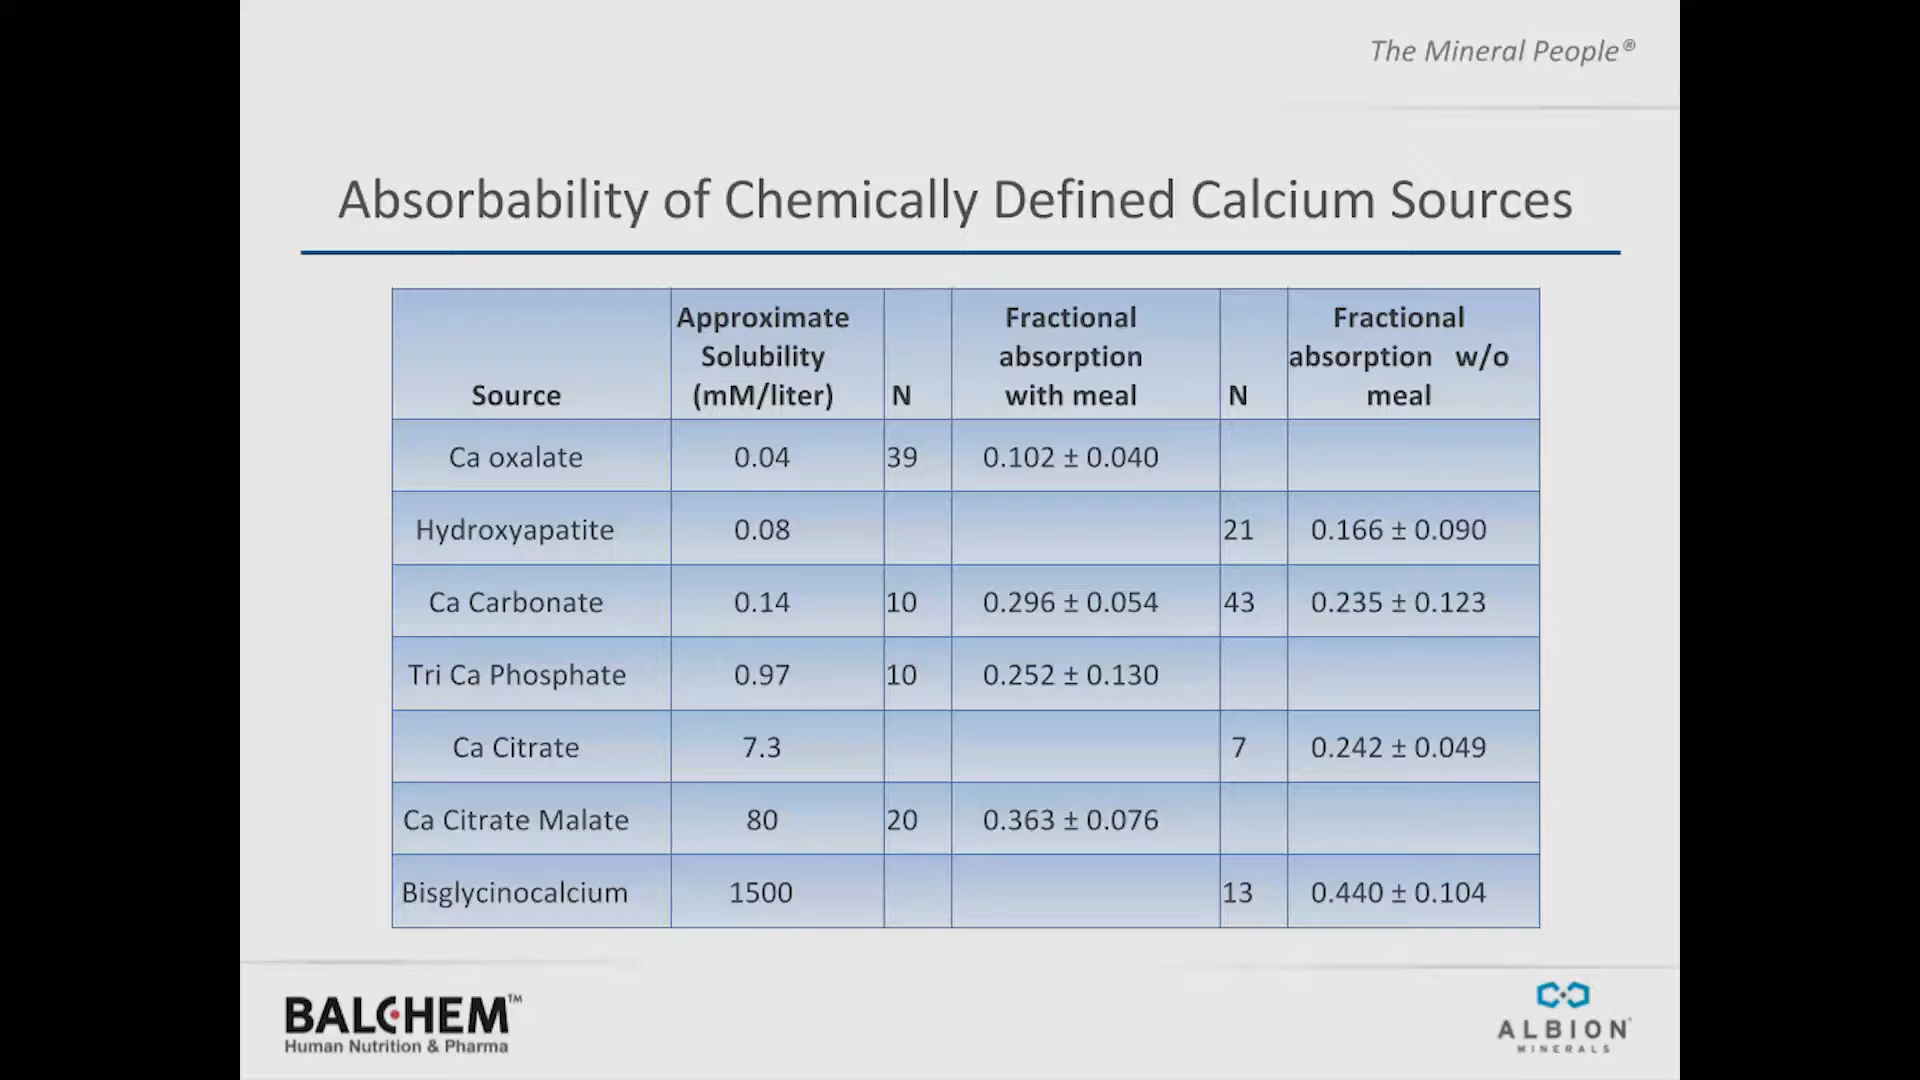 The Mineral People®
Absorbability of Chemically Defined Calcium Sources
Source | Approximate Solubility (mM/liter) | N | Fractional absorption with meal | N | Fractional absorption w/o meal
Ca oxalate | 0.04 | 39 | 0.102 ± 0.040
Hydroxyapatite | 0.08 | 21 | 0.166 ± 0.090
Ca Carbonate | 0.14 | 10 | 0.296 ± 0.054 | 43 | 0.235 ± 0.123
Tri Ca Phosphate | 0.97 | 10 | 0.252 ± 0.130
Ca Citrate | 7.3 | 7 | 0.242 ± 0.049
Ca Citrate Malate | 80 | 20 | 0.363 ± 0.076
Bisglycinocalcium | 1500 | 13 | 0.440 ± 0.104
BALCHEM™
Human Nutrition & Pharma
ALBION
MINERALS